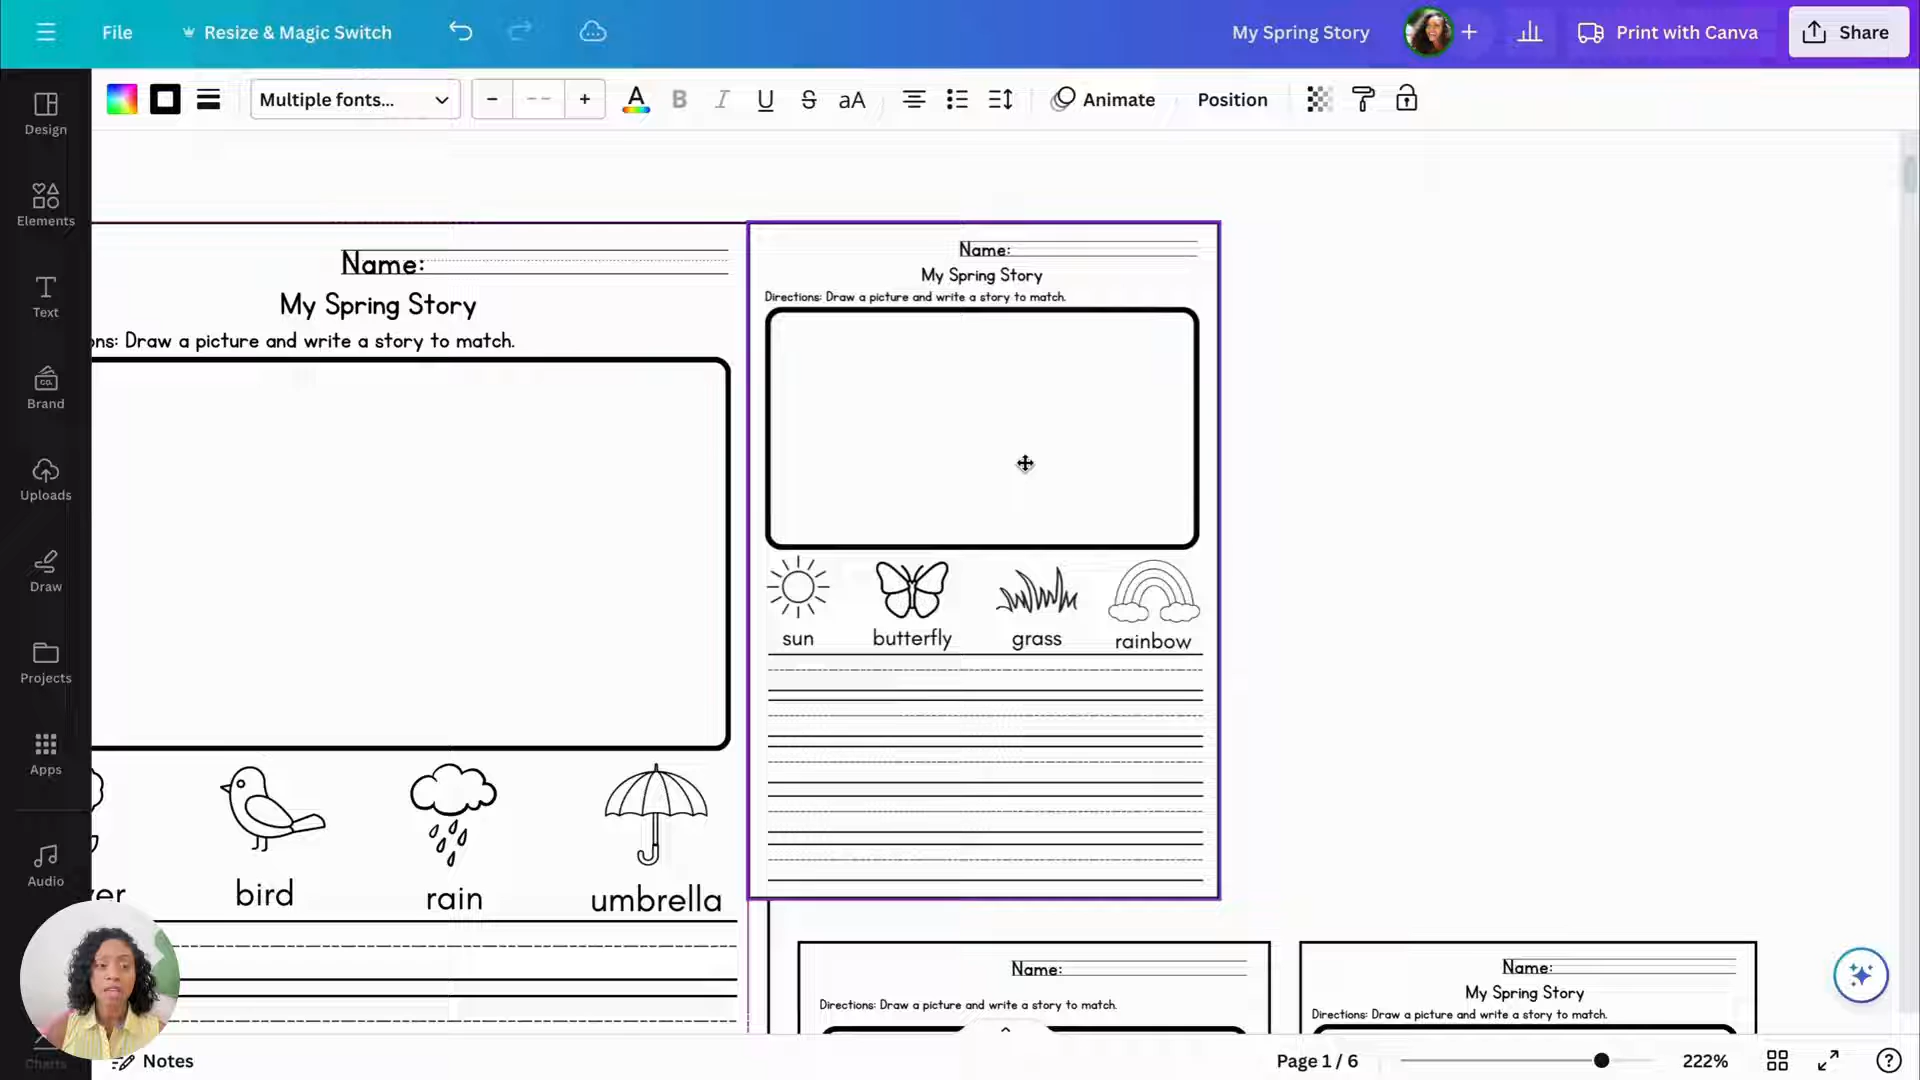 File
Resize & Magic Switch
My Spring Story
Print with Canva
Share
Multiple fonts...
- -- +
A B I U S aA
Animate
Position
Design
Elements
Text
Brand
Uploads
Draw
Projects
Apps
Audio
Charts
Name:
My Spring Story
ons: Draw a picture and write a story to match.
ver
bird
rain
umbrella
Name:
My Spring Story
Directions: Draw a picture and write a story to match.
sun
butterfly
grass
rainbow
Name:
Directions: Draw a picture and write a story to match.
Name:
My Spring Story
Directions: Draw a picture and write a story to match.
Notes
Page 1 / 6
222%